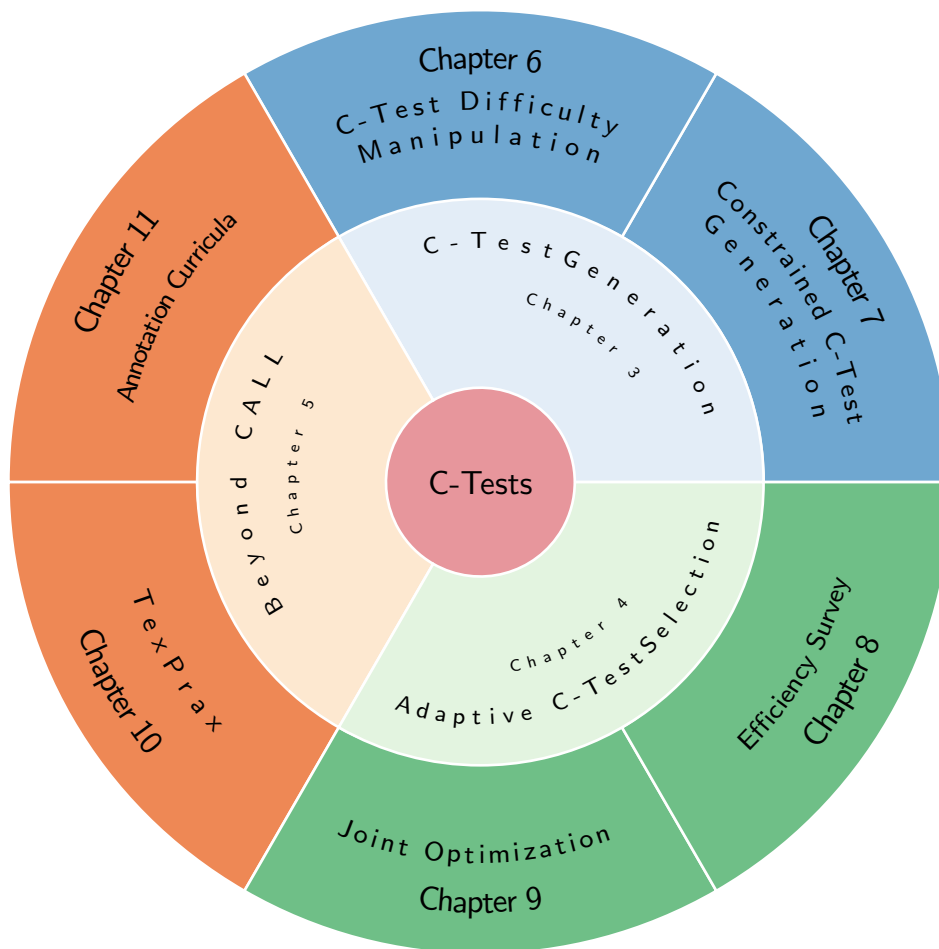 Chapter 6
C-Test Difficulty
Manipulation
Chapter 7
Constrained C-Test
Generation
C-TestGeneration
Chapter 3
Chapter 11
Annotation Curricula
Beyond CALL
Chapter 5
C-Tests
Chapter 4
Adaptive C-TestSelection
Efficiency Survey
Chapter 8
TexPrax
Chapter 10
Joint Optimization
Chapter 9